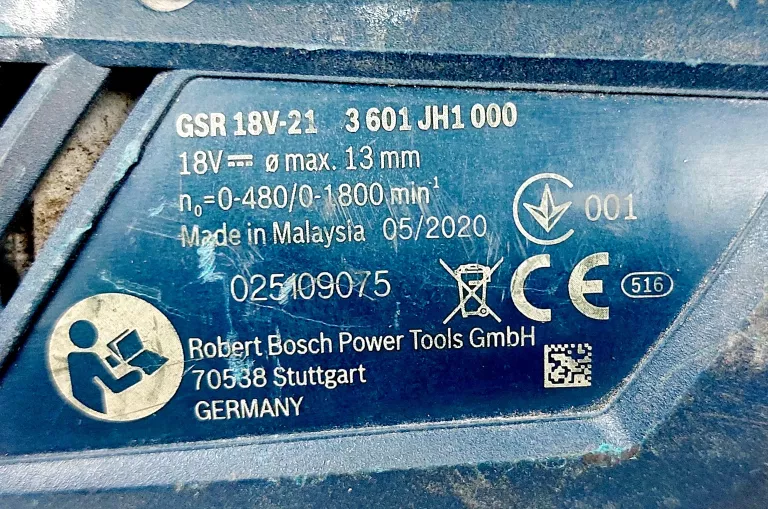 GSR 18V-21 3 601 JH1 000
18V⎓ ø max. 13 mm
n₀=0-480/0-1800 min⁻¹
Made in Malaysia 05/2020
001
025109075
CE 516
Robert Bosch Power Tools GmbH
70538 Stuttgart
GERMANY